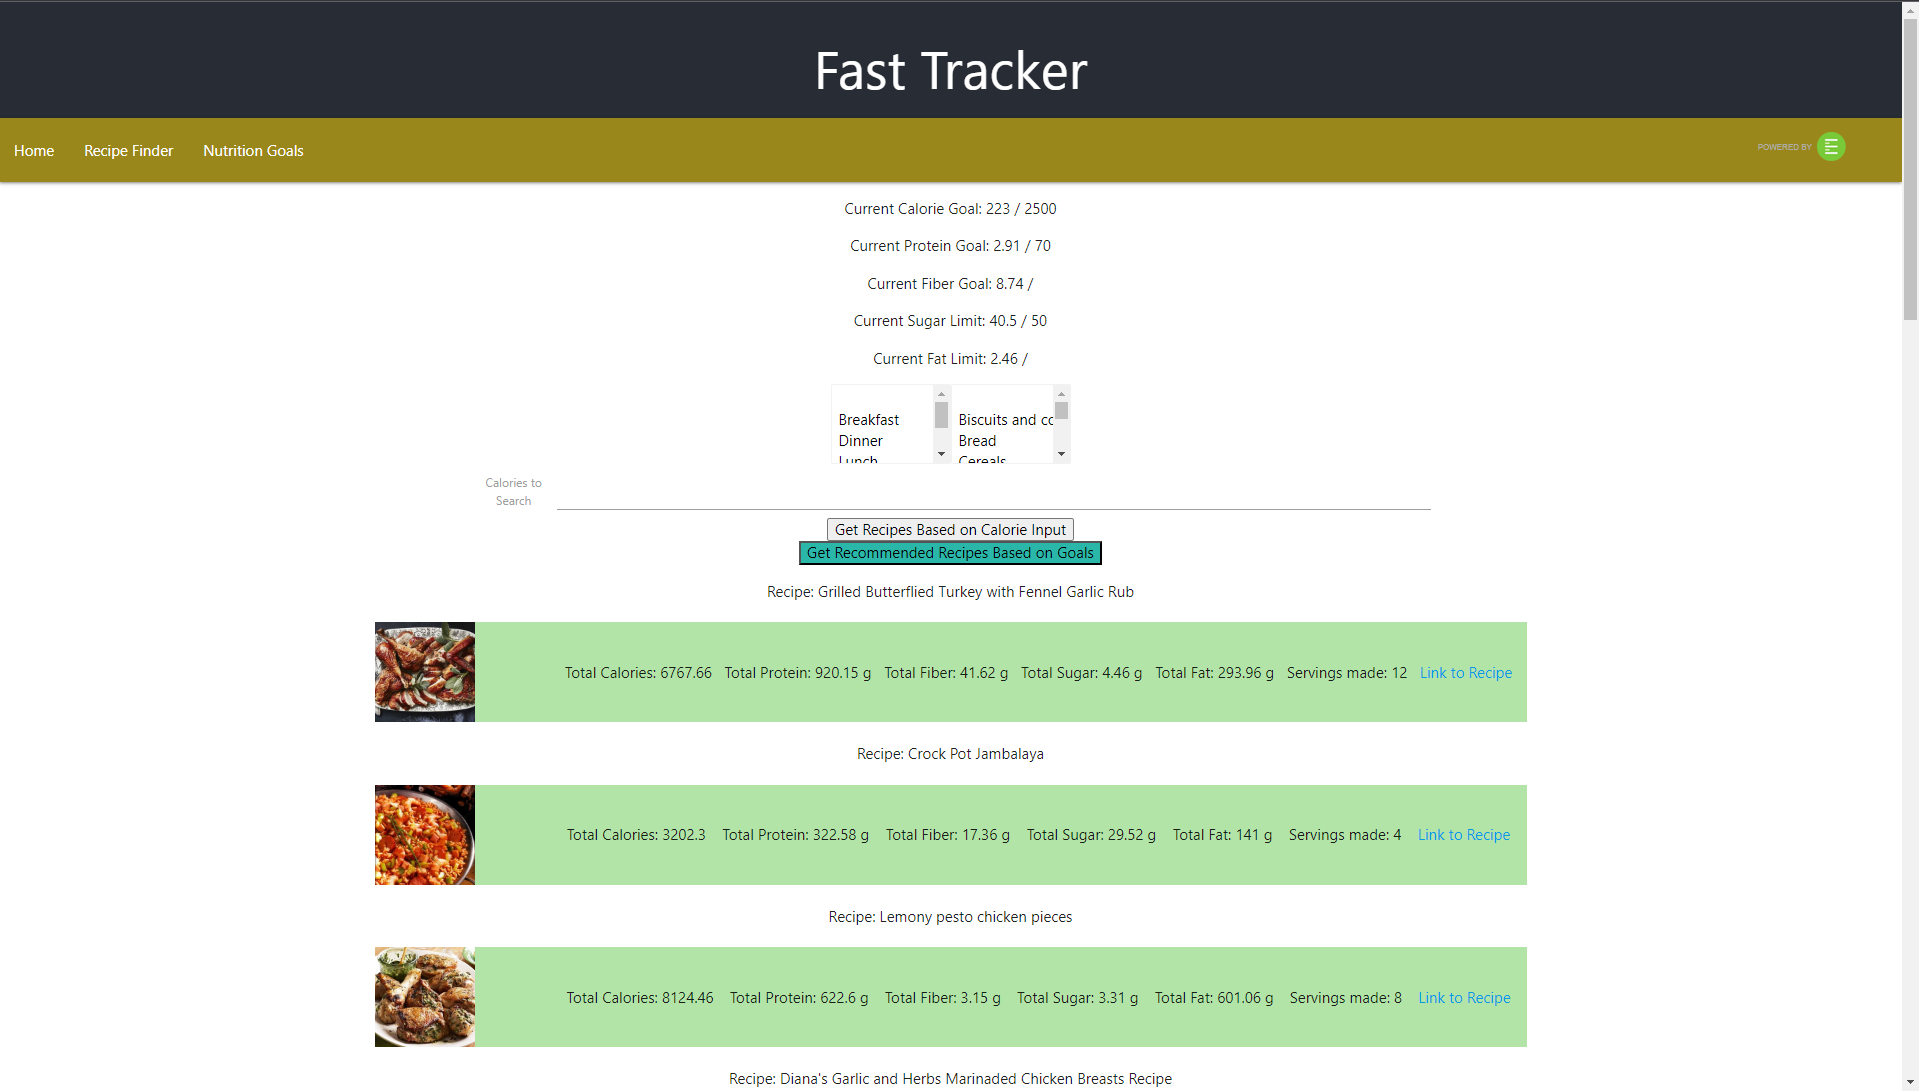 Fast Tracker
Home Recipe Finder Nutrition Goals POWERED BY
Current Calorie Goal: 223 / 2500
Current Protein Goal: 2.91 / 70
Current Fiber Goal: 8.74 /
Current Sugar Limit: 40.5 / 50
Current Fat Limit: 2.46 /
Breakfast Biscuits and co
Dinner Bread
Lunch Cereals
Calories to
Search
Get Recipes Based on Calorie Input
Get Recommended Recipes Based on Goals
Recipe: Grilled Butterflied Turkey with Fennel Garlic Rub
Total Calories: 6767.66 Total Protein: 920.15 g Total Fiber: 41.62 g Total Sugar: 4.46 g Total Fat: 293.96 g Servings made: 12 Link to Recipe
Recipe: Crock Pot Jambalaya
Total Calories: 3202.3 Total Protein: 322.58 g Total Fiber: 17.36 g Total Sugar: 29.52 g Total Fat: 141 g Servings made: 4 Link to Recipe
Recipe: Lemony pesto chicken pieces
Total Calories: 8124.46 Total Protein: 622.6 g Total Fiber: 3.15 g Total Sugar: 3.31 g Total Fat: 601.06 g Servings made: 8 Link to Recipe
Recipe: Diana's Garlic and Herbs Marinaded Chicken Breasts Recipe